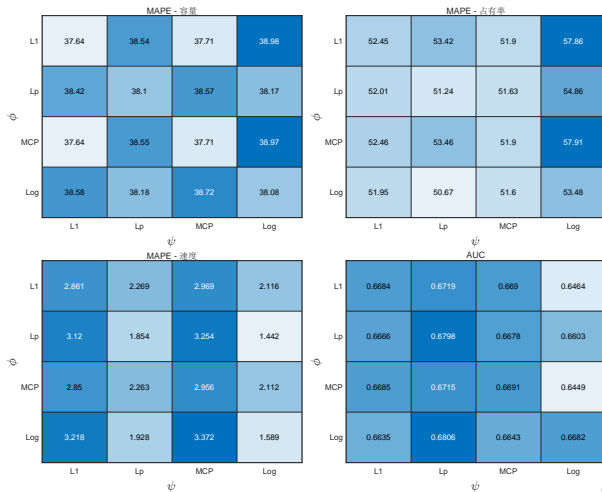 MAPE - 容量
L1 37.64 38.54 37.71 38.98
Lp 38.42 38.1 38.57 38.17
MCP 37.64 38.55 37.71 38.97
Log 38.58 38.18 38.72 38.08
L1 Lp MCP Log
ϕ
ψ
MAPE - 占有率
L1 52.45 53.42 51.9 57.86
Lp 52.01 51.24 51.63 54.86
MCP 52.46 53.46 51.9 57.91
Log 51.95 50.67 51.6 53.48
L1 Lp MCP Log
ϕ
ψ
MAPE - 速度
L1 2.861 2.269 2.969 2.116
Lp 3.12 1.854 3.254 1.442
MCP 2.85 2.263 2.956 2.112
Log 3.218 1.928 3.372 1.589
L1 Lp MCP Log
ϕ
ψ
AUC
L1 0.6684 0.6719 0.669 0.6464
Lp 0.6666 0.6798 0.6678 0.6603
MCP 0.6685 0.6715 0.6691 0.6449
Log 0.6635 0.6806 0.6643 0.6682
L1 Lp MCP Log
ϕ
ψ